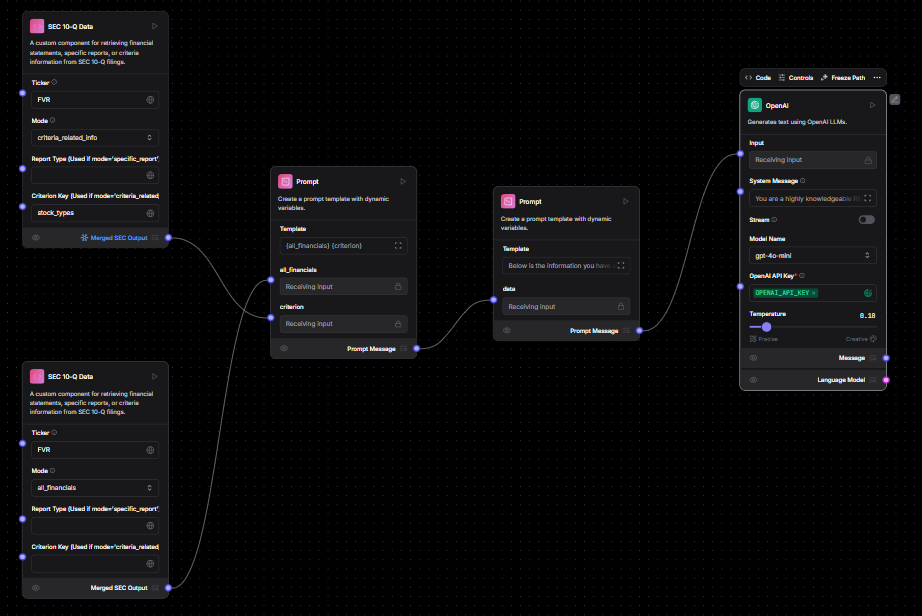 SEC 10-Q Data
A custom component for retrieving financial
statements, specific reports, or criteria
information from SEC 10-Q filings.
Ticker
FVR
Mode
criteria_related_info
Report Type (Used if mode='specific_report'
Criterion Key (Used if mode='criteria_related
stock_types
Merged SEC Output
SEC 10-Q Data
A custom component for retrieving financial
statements, specific reports, or criteria
information from SEC 10-Q filings.
Ticker
FVR
Mode
all_financials
Report Type (Used if mode='specific_report'
Criterion Key (Used if mode='criteria_related
Merged SEC Output
Prompt
Create a prompt template with dynamic
variables.
Template
{all_financials} {criterion}
all_financials
Receiving input
criterion
Receiving input
Prompt Message
Prompt
Create a prompt template with dynamic
variables.
Template
Below is the information you have
data
Receiving input
Prompt Message
Code Controls Freeze Path
OpenAI
Generates text using OpenAI LLMs.
Input
Receiving input
System Message
You are a highly knowledgeable
Stream
Model Name
gpt-4o-mini
OpenAI API Key*
OPENAI_API_KEY ×
Temperature
0.10
Precise Creative
Message
Language Model